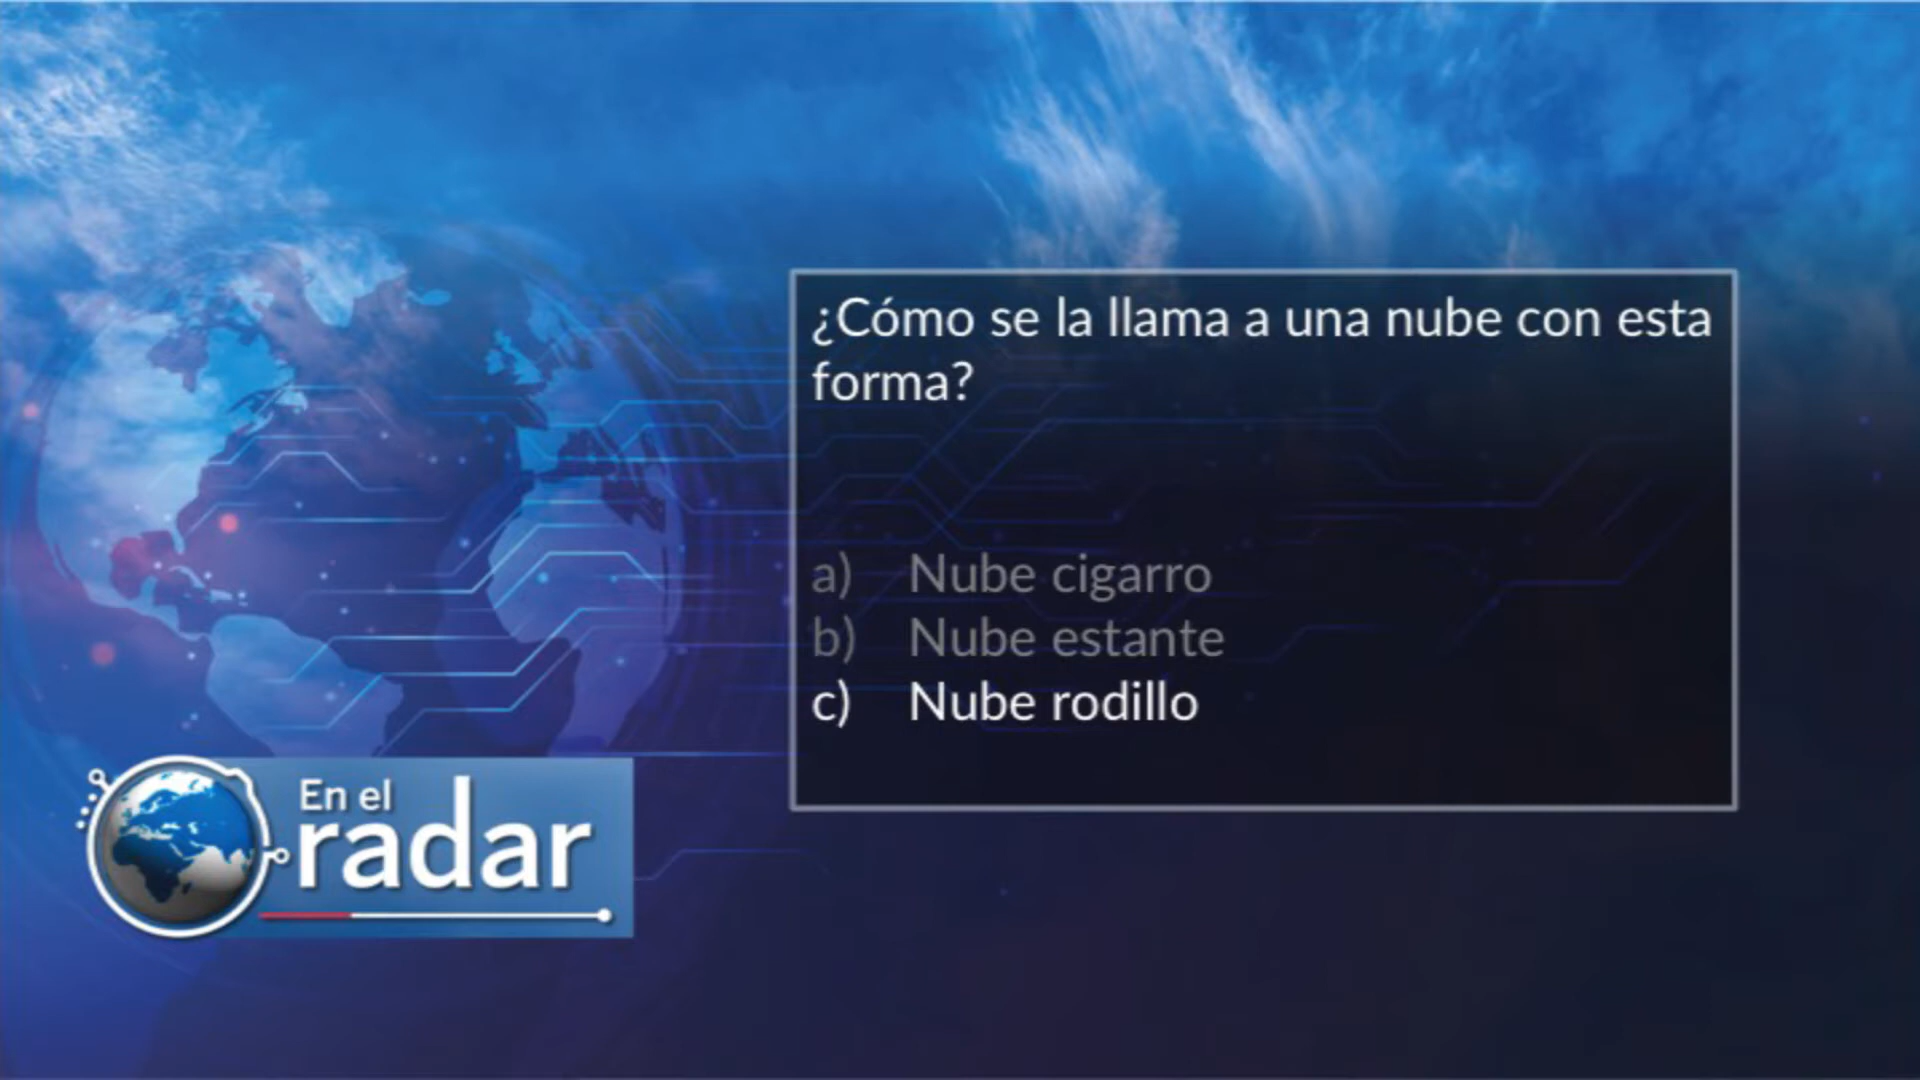 ¿Cómo se la llama a una nube con esta
forma?
a) Nube cigarro
b) Nube estante
c) Nube rodillo
En el
radar